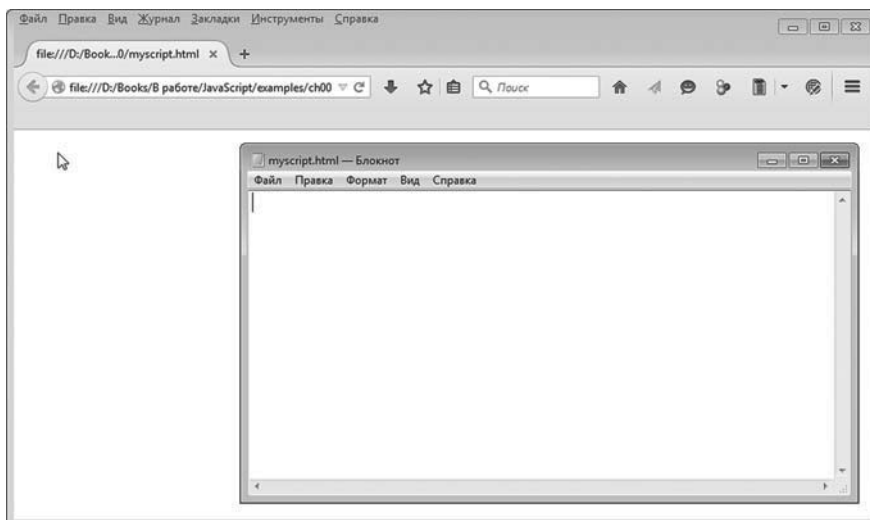 Файл Правка Вид Журнал Закладки Инструменты Справка
file:///D:/Book...0/myscript.html × +
file:///D:/Books/В работе/JavaScript/examples/ch00 Поиск
myscript.html — Блокнот
Файл Правка Формат Вид Справка